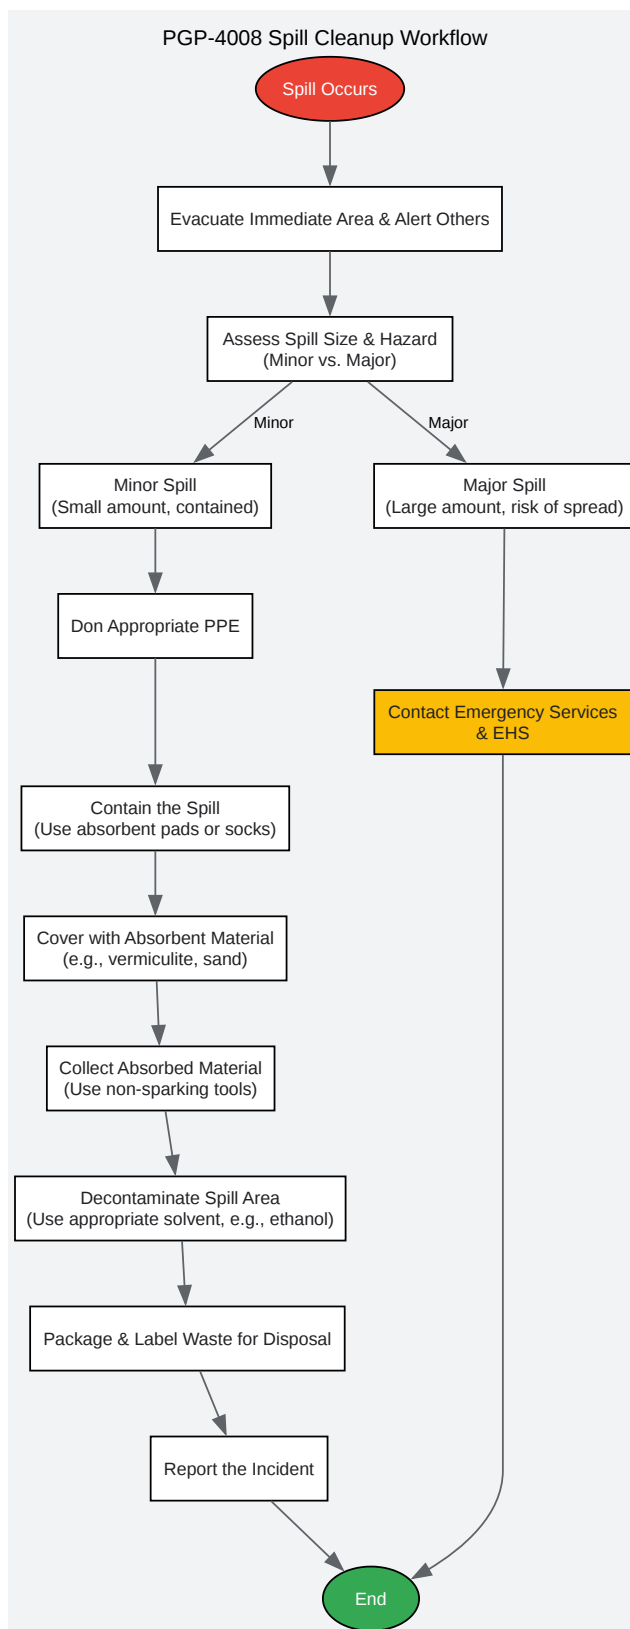 PGP-4008 Spill Cleanup Workflow
Spill Occurs
Evacuate Immediate Area & Alert Others
Assess Spill Size & Hazard
(Minor vs. Major)
Minor
Major
Minor Spill
(Small amount, contained)
Major Spill
(Large amount, risk of spread)
Don Appropriate PPE
Contact Emergency Services
& EHS
Contain the Spill
(Use absorbent pads or socks)
Cover with Absorbent Material
(e.g., vermiculite, sand)
Collect Absorbed Material
(Use non-sparking tools)
Decontaminate Spill Area
(Use appropriate solvent, e.g., ethanol)
Package & Label Waste for Disposal
Report the Incident
End